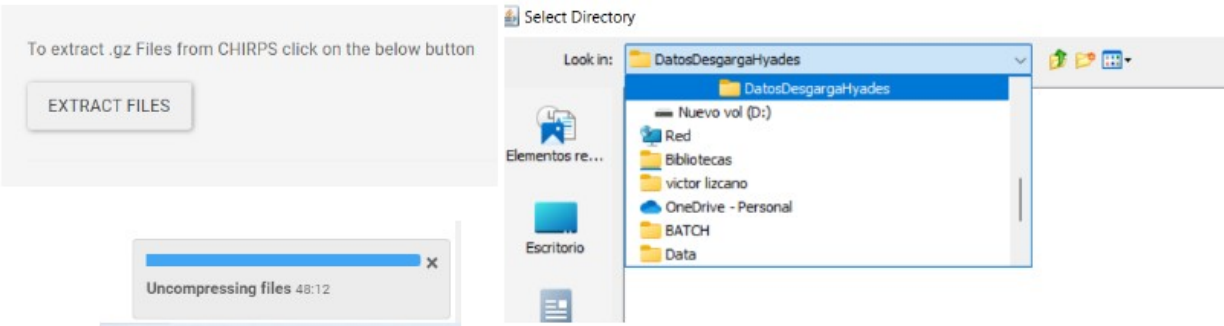 To extract .gz Files from CHIRPS click on the below button
EXTRACT FILES
Uncompressing files 48:12
Select Directory
Look in:
DatosDesgargaHyades
DatosDesgargaHyades
Nuevo vol (D:)
Red
Bibliotecas
victor lizcano
OneDrive - Personal
BATCH
Data
Elementos re...
Escritorio